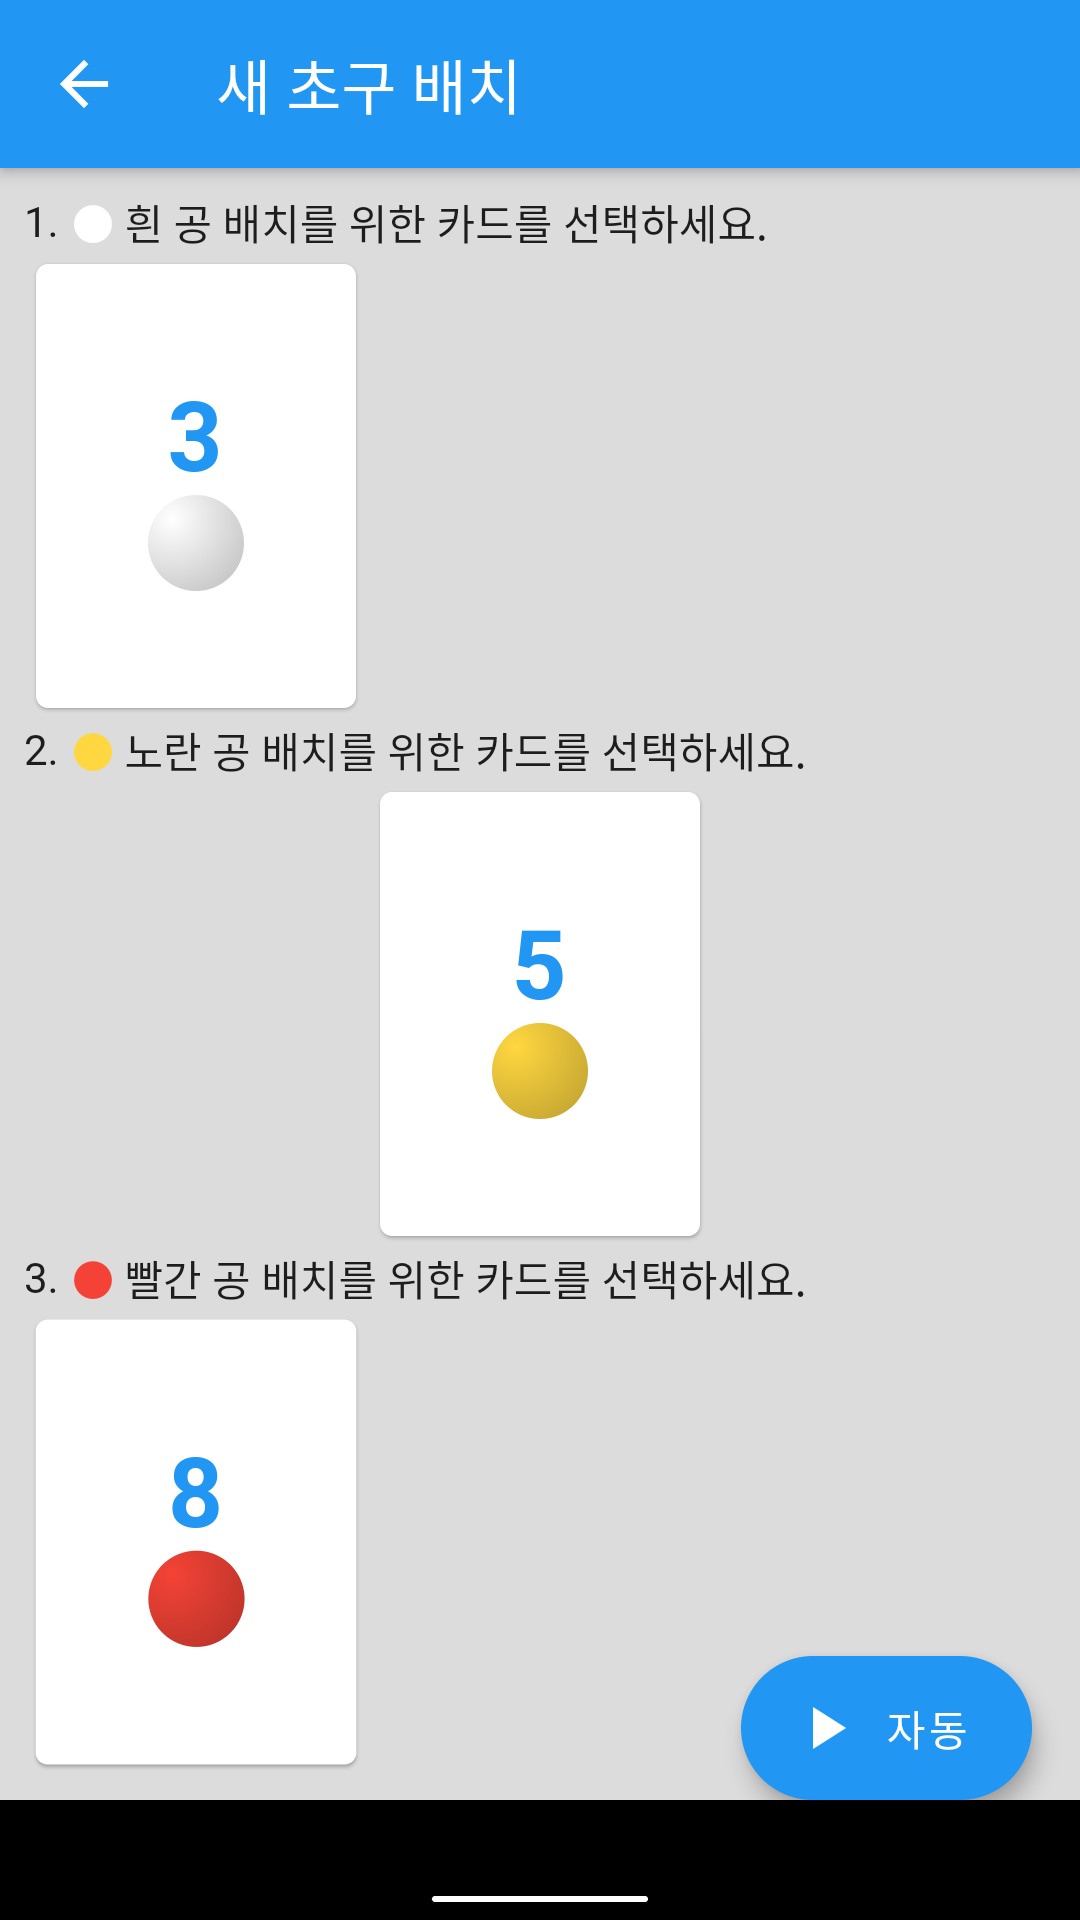 새 초구 배치
1. 흰 공 배치를 위한 카드를 선택하세요.
3
2. 노란 공 배치를 위한 카드를 선택하세요.
5
3. 빨간 공 배치를 위한 카드를 선택하세요.
8
자동